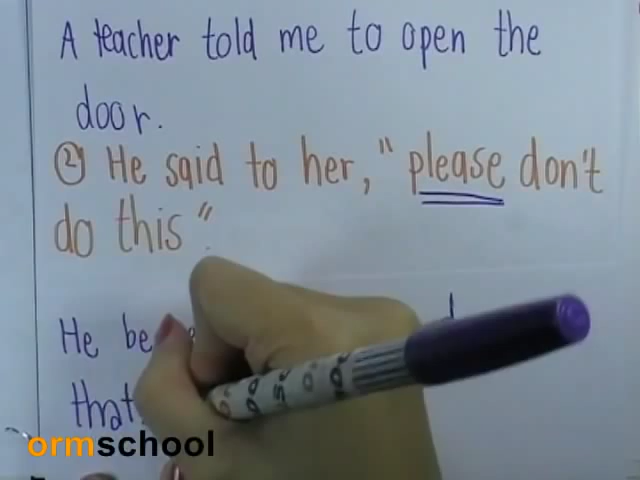 A teacher told me to open the
door.
② He said to her, "please don't
do this".
He
that
ormschool